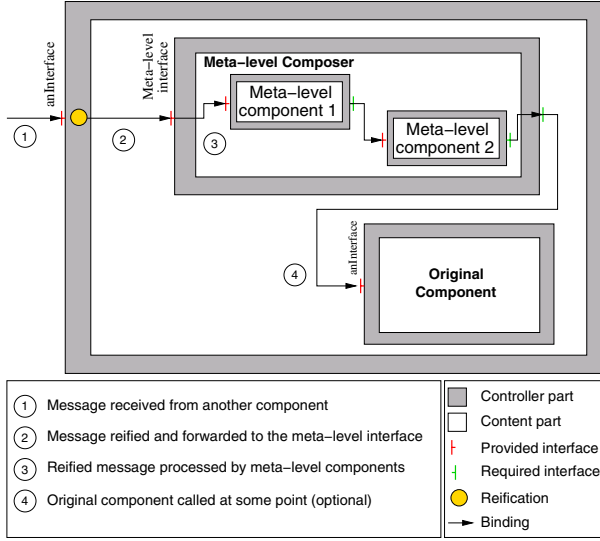 anInterface
Meta-level
interface
Meta-level Composer
Meta-level
component 1
Meta-level
component 2
1
2
3
4
anInterface
Original
Component
1 Message received from another component
2 Message reified and forwarded to the meta-level interface
3 Reified message processed by meta-level components
4 Original component called at some point (optional)
Controller part
Content part
Provided interface
Required interface
Reification
Binding